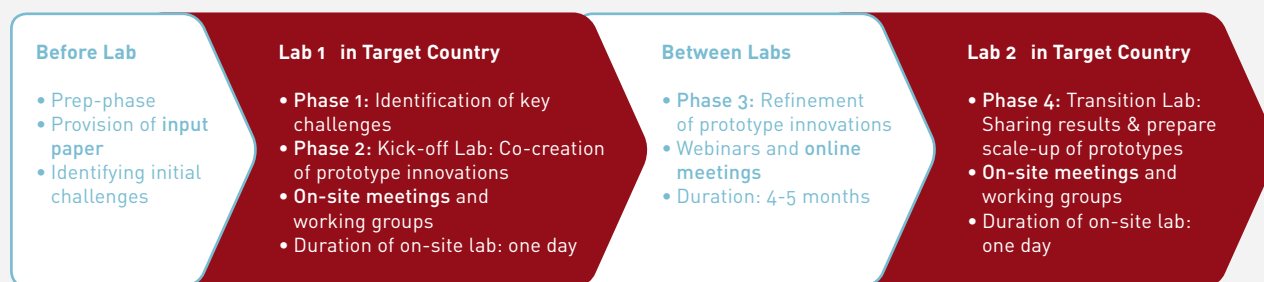 Before Lab
• Prep-phase
• Provision of input
paper
• Identifying initial
challenges
Lab 1 in Target Country
• Phase 1: Identification of key
challenges
• Phase 2: Kick-off Lab: Co-creation
of prototype innovations
• On-site meetings and
working groups
• Duration of on-site lab: one day
Between Labs
• Phase 3: Refinement
of prototype innovations
• Webinars and online
meetings
• Duration: 4-5 months
Lab 2 in Target Country
• Phase 4: Transition Lab:
Sharing results & prepare
scale-up of prototypes
• On-site meetings and
working groups
• Duration of on-site lab:
one day